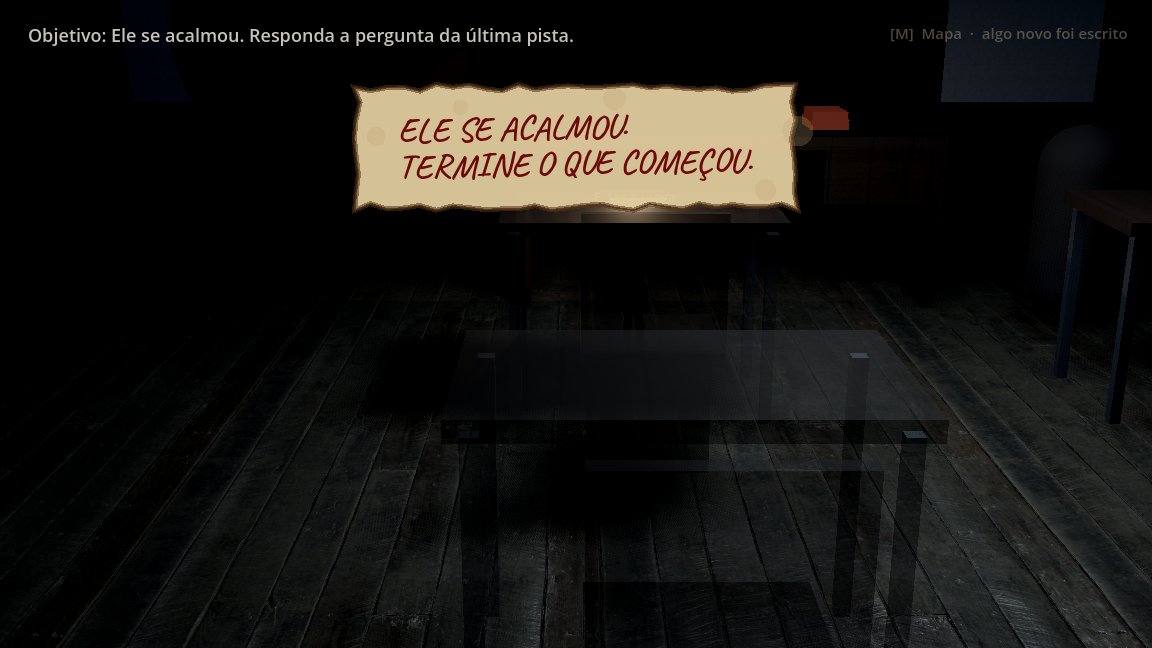 Objetivo: Ele se acalmou. Responda a pergunta da última pista.
[M] Mapa · algo novo foi escrito
ELE SE ACALMOU.
TERMINE O QUE COMEÇOU.